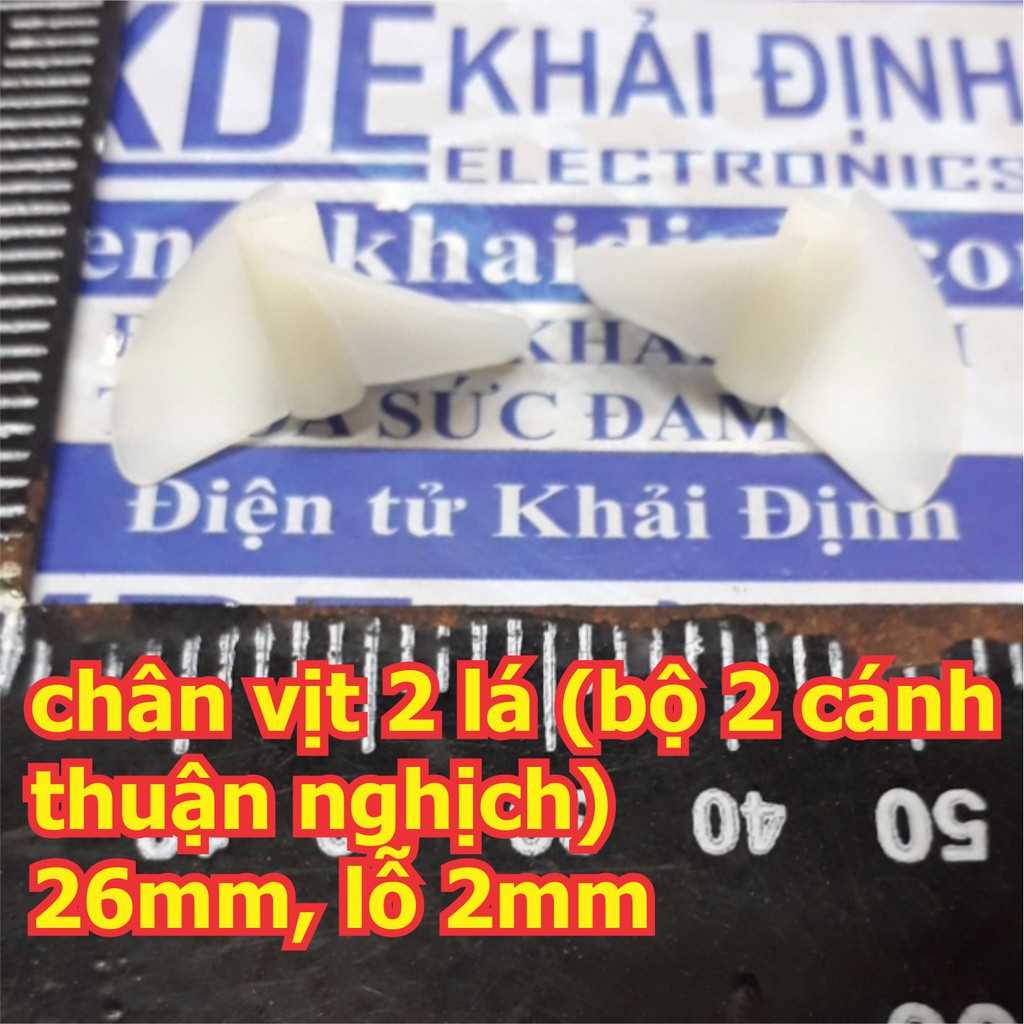 KDE KHẢI ĐỊNH
ELECTRONICS
Điện tử Khải Định
chân vịt 2 lá (bộ 2 cánh
thuận nghịch)
40 50
26mm, lỗ 2mm